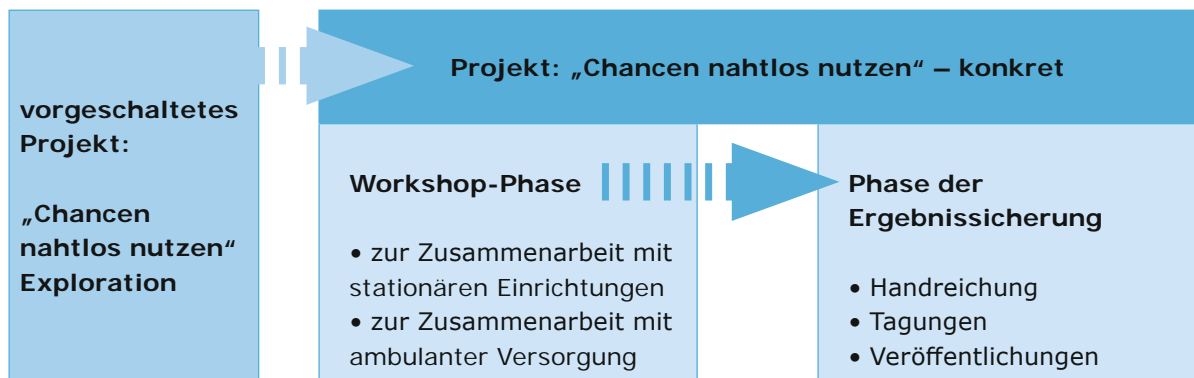 vorgeschaltetes
Projekt:
„Chancen
nahtlos nutzen“
Exploration
Projekt: „Chancen nahtlos nutzen“ – konkret
Workshop-Phase
• zur Zusammenarbeit mit
stationären Einrichtungen
• zur Zusammenarbeit mit
ambulanter Versorgung
Phase der
Ergebnissicherung
• Handreichung
• Tagungen
• Veröffentlichungen